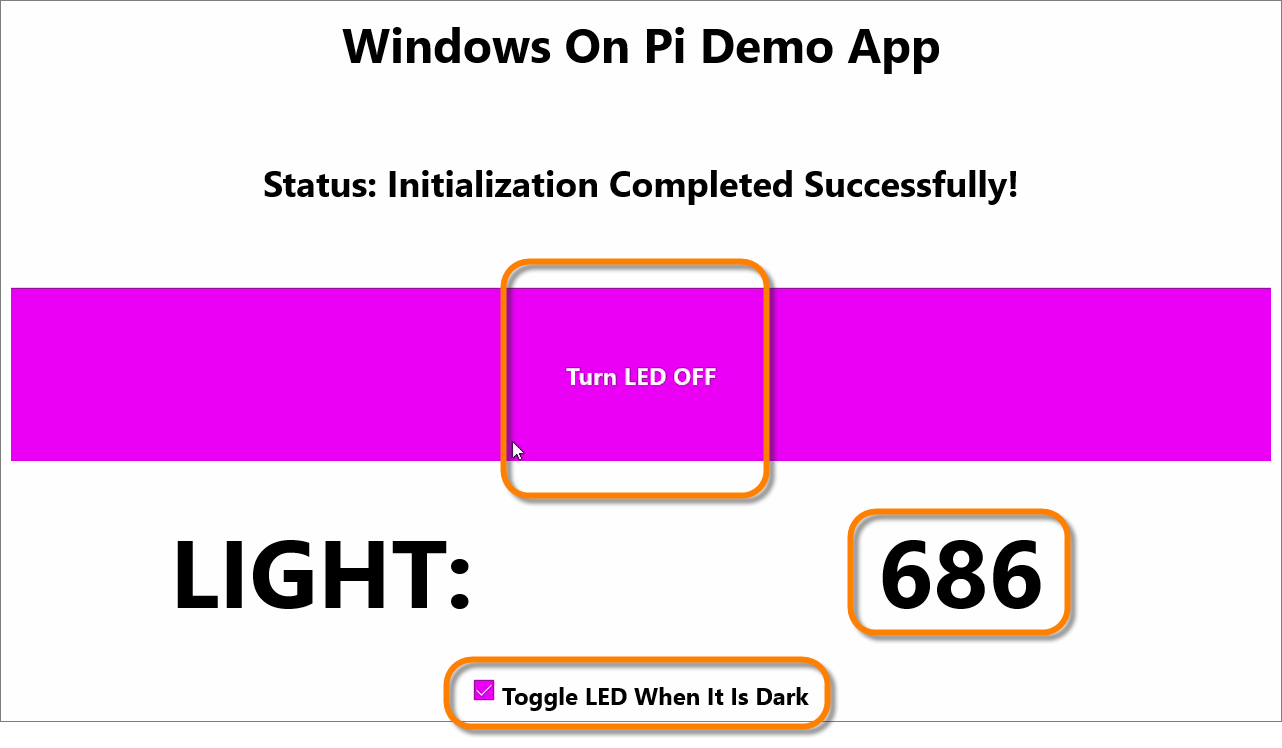 Windows On Pi Demo App
Status: Initialization Completed Successfully!
Turn LED OFF
LIGHT: 686
Toggle LED When It Is Dark